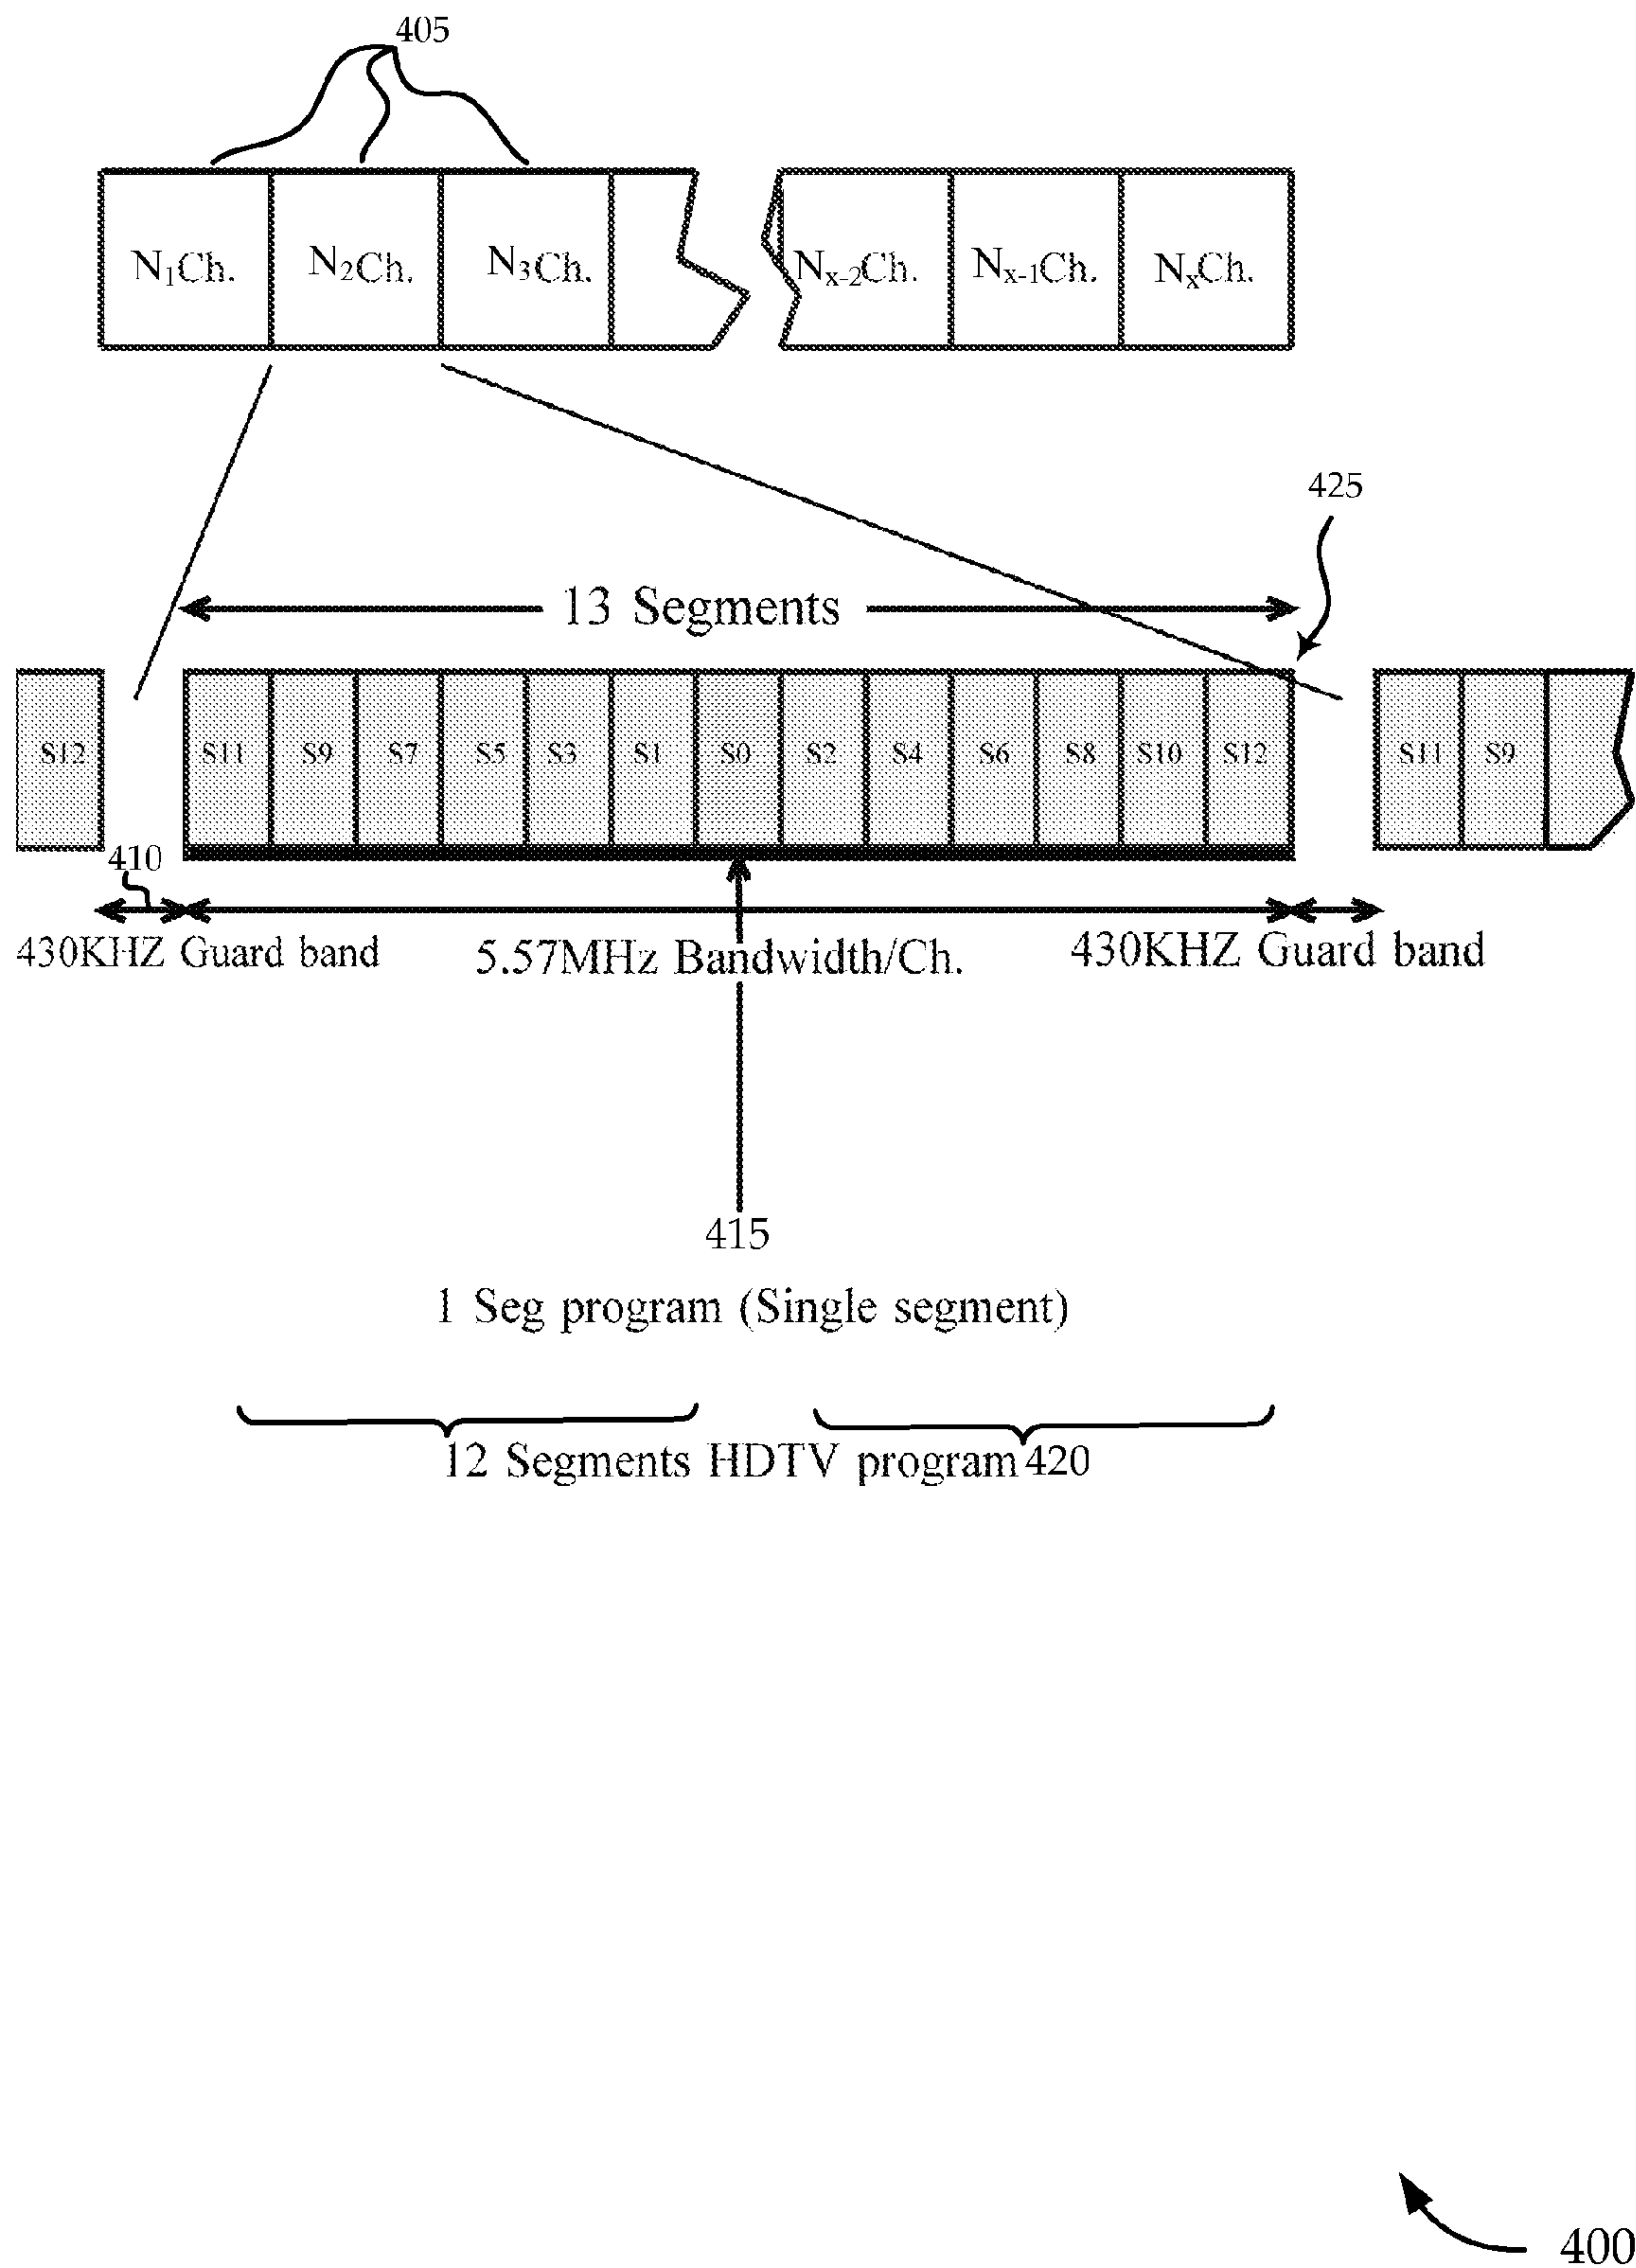 405
N1Ch. N2Ch. N3Ch. Nx-2Ch. Nx-1Ch. NxCh.
425
13 Segments
S12 S11 S9 S7 S5 S3 S1 S0 S2 S4 S6 S8 S10 S12 S11 S9
410
430KHZ Guard band 5.57MHz Bandwidth/Ch. 430KHZ Guard band
415
1 Seg program (Single segment)
12 Segments HDTV program 420
400